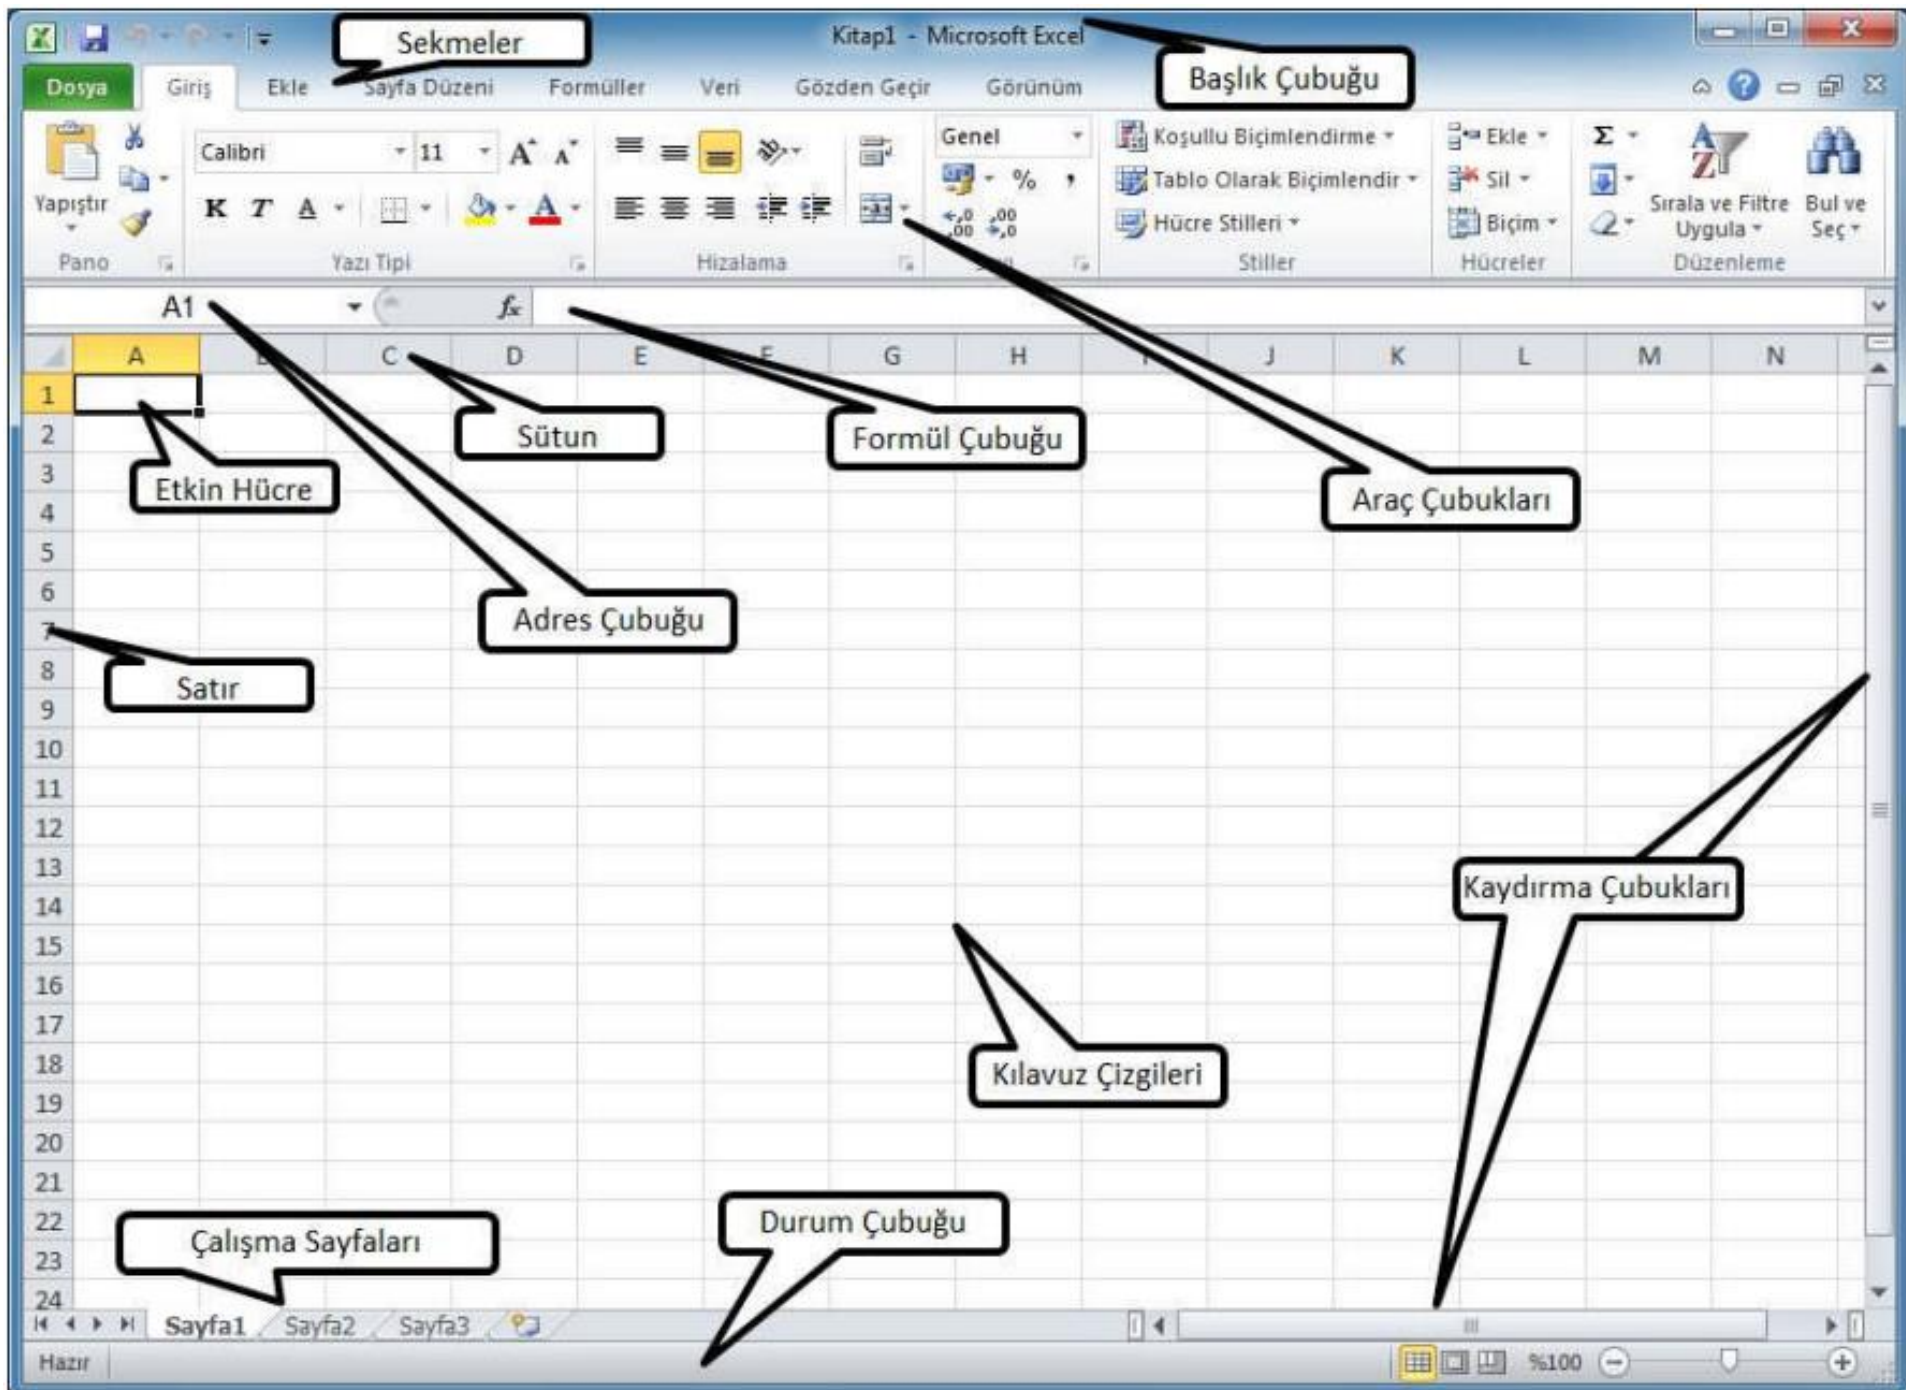 Kitap1 - Microsoft Excel
Sekmeler
Başlık Çubuğu
Dosya Giriş Ekle Sayfa Düzeni Formüller Veri Gözden Geçir Görünüm
Calibri 11 Genel Koşullu Biçimlendirme Ekle Σ
% , Tablo Olarak Biçimlendir Sil
Yapıştır K T A Hücre Stilleri Biçim Sırala ve Filtre Uygula Bul ve Seç
Pano Yazı Tipi Hizalama Stiller Hücreler Düzenleme
A1 fx
A C D E G H J K L M N
1
2
Sütun
Formül Çubuğu
3
Etkin Hücre
Araç Çubukları
4
5
6
Adres Çubuğu
7
8
Satır
9
10
11
12
13
Kaydırma Çubukları
14
15
16
17
18
Kılavuz Çizgileri
19
20
21
22
Durum Çubuğu
Çalışma Sayfaları
23
24
Sayfa1 Sayfa2 Sayfa3
Hazır %100